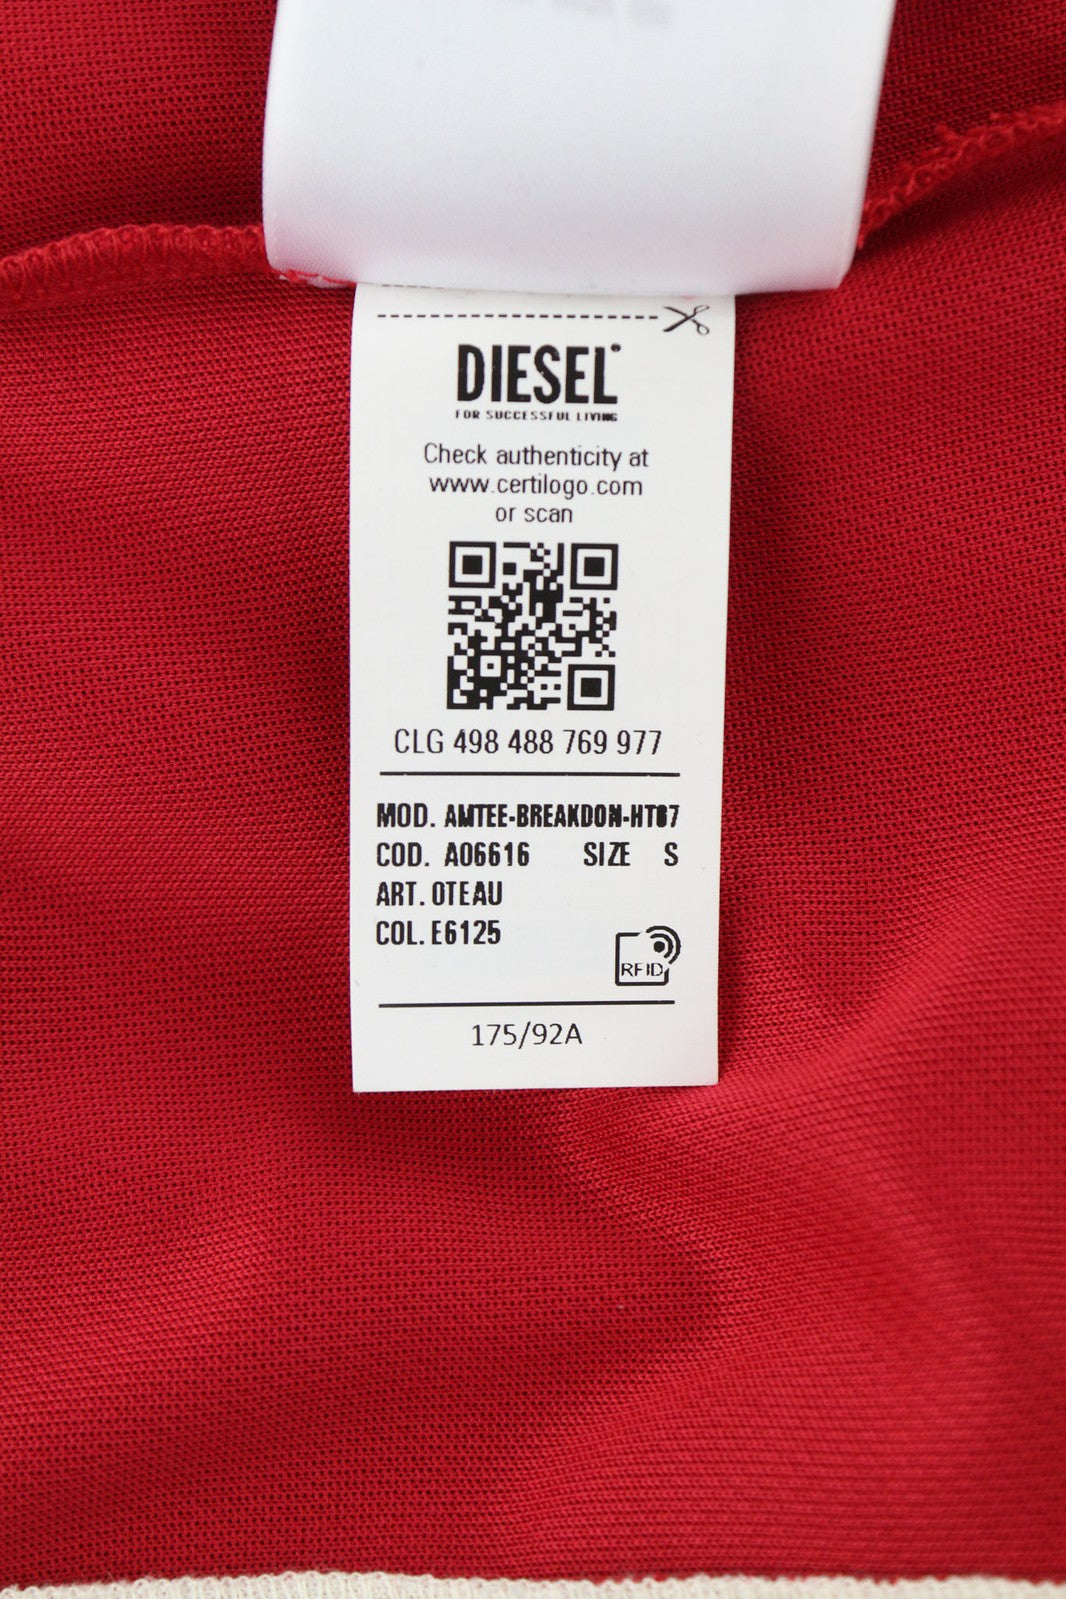 DIESEL
FOR SUCCESSFUL LIVING
Check authenticity at
www.certilogo.com
or scan
CLG 498 488 769 977
MOD. AMTEE-BREAKDON-HT07
COD. A06616 SIZE S
ART. 0TEAU
COL. E6125
RFID
175/92A